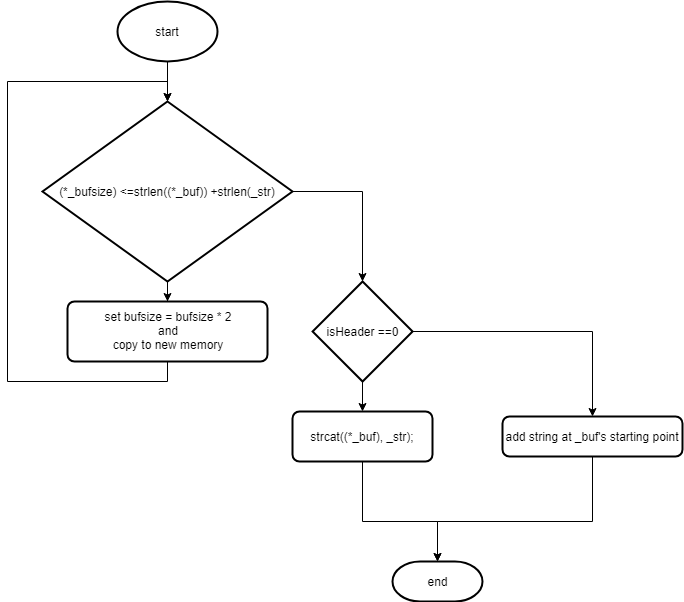 start
(*_bufsize) <=strlen((*_buf)) +strlen(_str)
set bufsize = bufsize * 2
and
copy to new memory
isHeader ==0
strcat((*_buf), _str);
add string at _buf's starting point
end